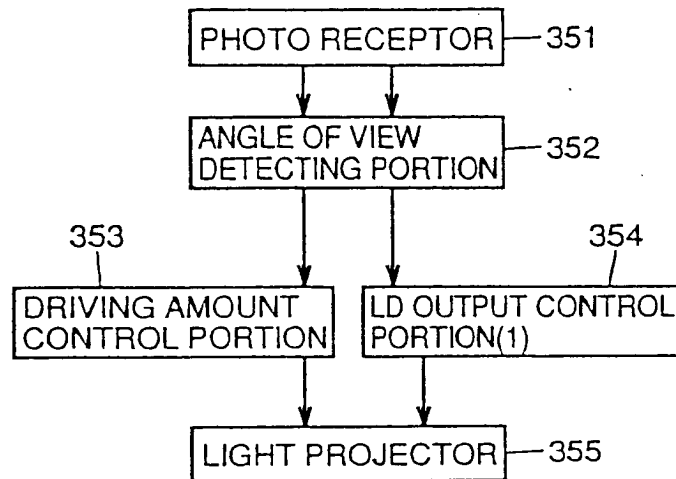 PHOTO RECEPTOR 351
ANGLE OF VIEW
DETECTING PORTION 352
353
354
DRIVING AMOUNT
CONTROL PORTION
LD OUTPUT CONTROL
PORTION(1)
LIGHT PROJECTOR 355